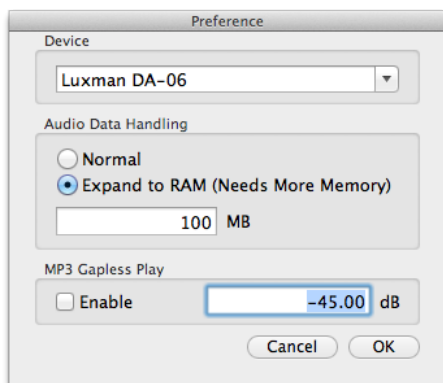 Preference
Device
Luxman DA-06
Audio Data Handling
Normal
Expand to RAM (Needs More Memory)
100 MB
MP3 Gapless Play
Enable -45.00 dB
Cancel OK